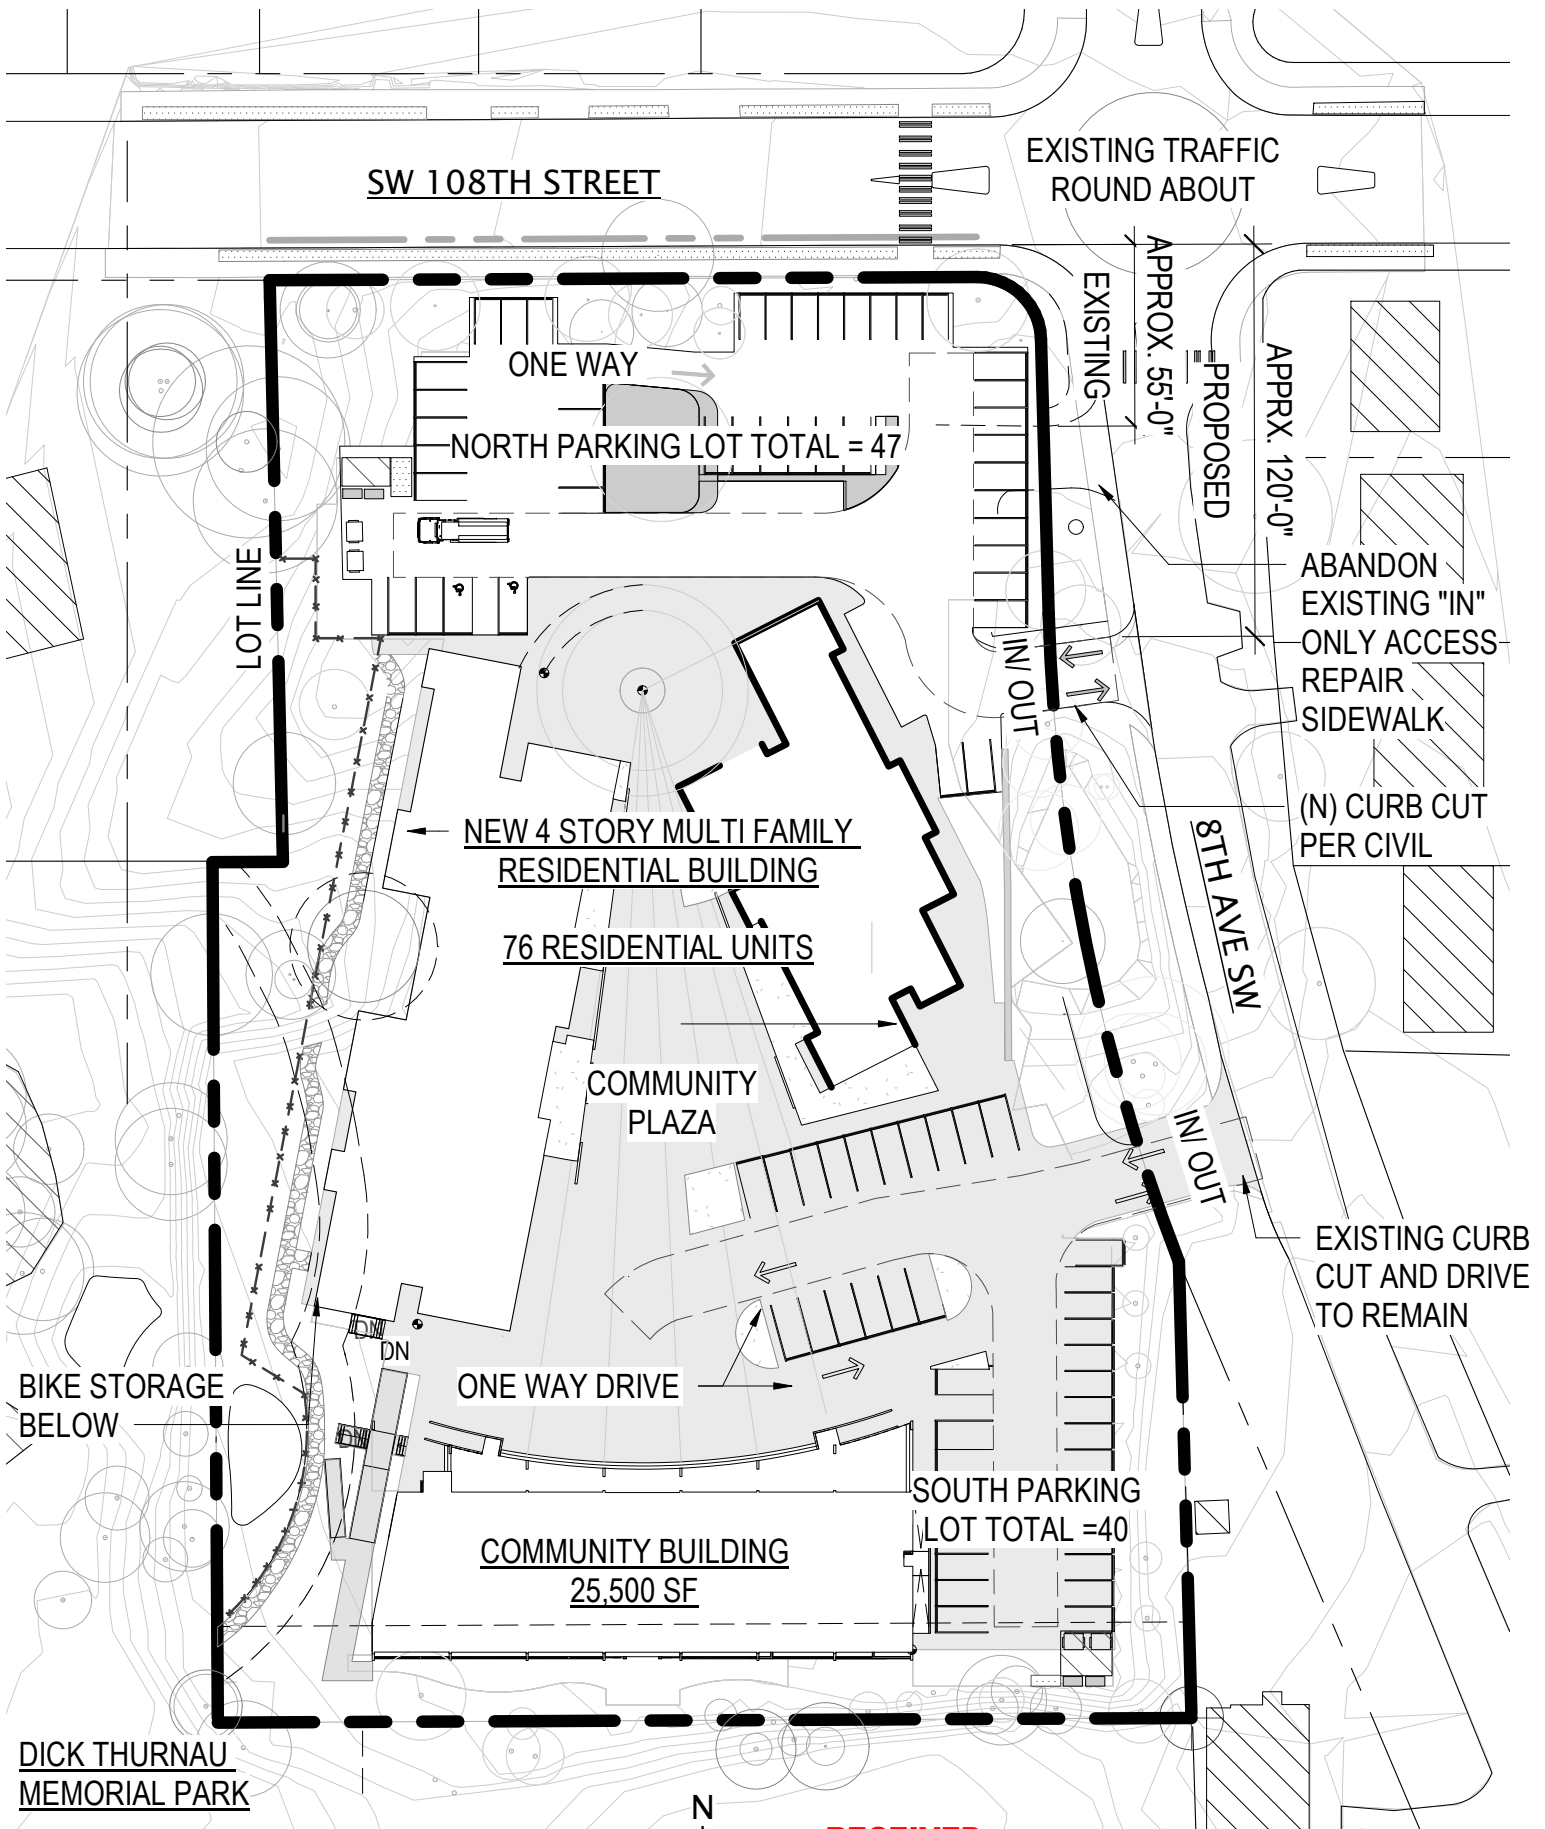 SW 108TH STREET
EXISTING TRAFFIC
ROUND ABOUT
EXISTING
APPROX. 55'-0"
PROPOSED
APPRX. 120'-0"
ONE WAY
NORTH PARKING LOT TOTAL = 47
LOT LINE
ABANDON
EXISTING "IN"
ONLY ACCESS
REPAIR
SIDEWALK
IN/ OUT
(N) CURB CUT
PER CIVIL
NEW 4 STORY MULTI FAMILY
RESIDENTIAL BUILDING
76 RESIDENTIAL UNITS
8TH AVE SW
COMMUNITY
PLAZA
IN/ OUT
EXISTING CURB
CUT AND DRIVE
TO REMAIN
DN
DN
BIKE STORAGE
BELOW
ONE WAY DRIVE
DN
SOUTH PARKING
LOT TOTAL =40
COMMUNITY BUILDING
25,500 SF
DICK THURNAU
MEMORIAL PARK
N